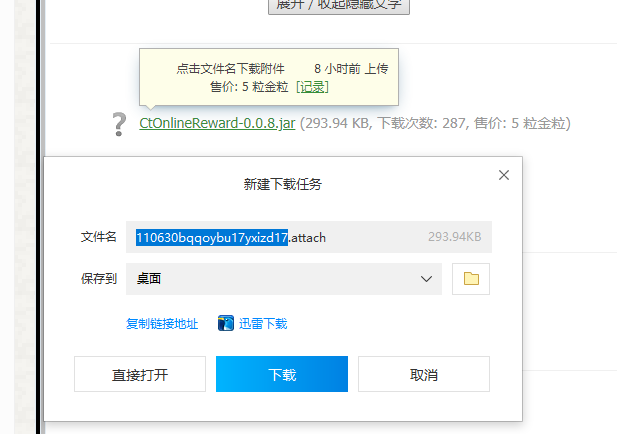 展开 / 收起隐藏文字
点击文件名下载附件 8 小时前 上传
售价: 5 粒金粒 [记录]
CtOnlineReward-0.0.8.jar (293.94 KB, 下载次数: 287, 售价: 5 粒金粒)
新建下载任务
文件名 110630bqqoybu17yxizd17.attach 293.94KB
保存到 桌面
复制链接地址 迅雷下载
直接打开 下载 取消